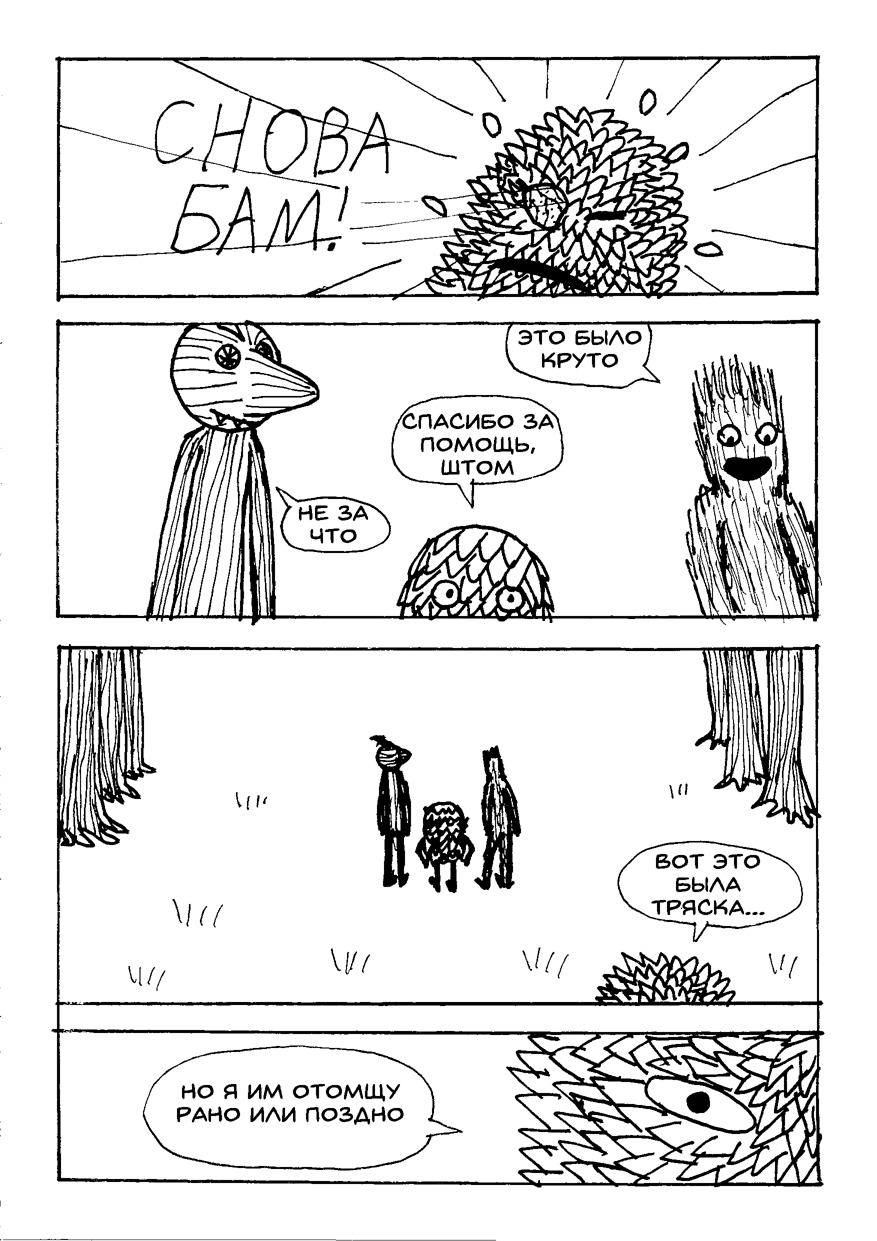 СНОВА
БАМ!
ЭТО БЫЛО
КРУТО
СПАСИБО ЗА
ПОМОЩЬ,
ШТОМ
НЕ ЗА
ЧТО
ВОТ ЭТО
БЫЛА
ТРЯСКА...
НО Я ИМ ОТОМЩУ
РАНО ИЛИ ПОЗДНО